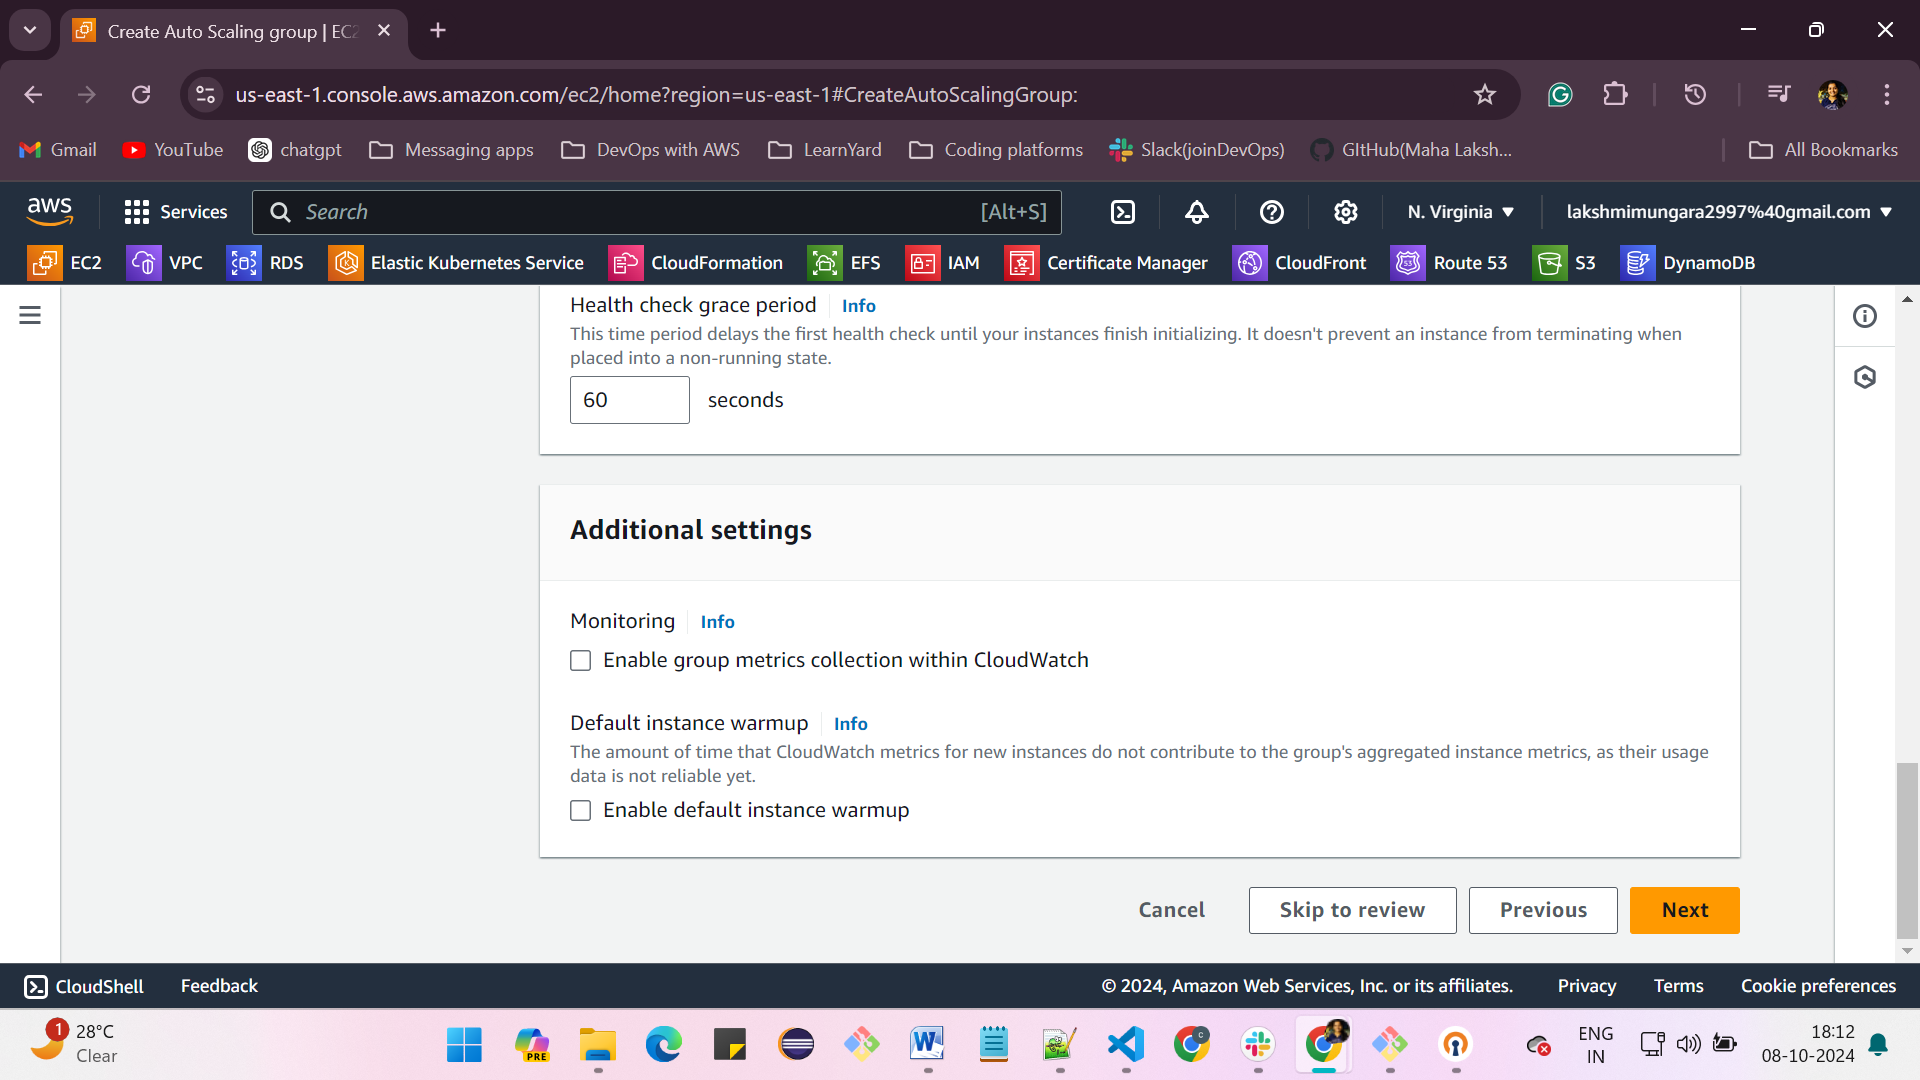 Create Auto Scaling group | EC2
us-east-1.console.aws.amazon.com/ec2/home?region=us-east-1#CreateAutoScalingGroup:
Gmail YouTube chatgpt Messaging apps DevOps with AWS LearnYard Coding platforms Slack(joinDevOps) GItHub(Maha Laksh... All Bookmarks
aws Services Search [Alt+S] N. Virginia lakshmimungara2997%40gmail.com
EC2 VPC RDS Elastic Kubernetes Service CloudFormation EFS IAM Certificate Manager CloudFront Route 53 S3 DynamoDB
Health check grace period Info
This time period delays the first health check until your instances finish initializing. It doesn't prevent an instance from terminating when
placed into a non-running state.
60 seconds
Additional settings
Monitoring Info
Enable group metrics collection within CloudWatch
Default instance warmup Info
The amount of time that CloudWatch metrics for new instances do not contribute to the group's aggregated instance metrics, as their usage
data is not reliable yet.
Enable default instance warmup
Cancel Skip to review Previous Next
CloudShell Feedback © 2024, Amazon Web Services, Inc. or its affiliates. Privacy Terms Cookie preferences
1 28°C
Clear
PRE
ENG
IN
18:12
08-10-2024